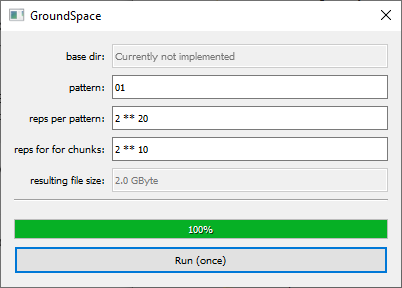 GroundSpace
base dir: Currently not implemented
pattern: 01
reps per pattern: 2 ** 20
reps for for chunks: 2 ** 10
resulting file size: 2.0 GByte
100%
Run (once)